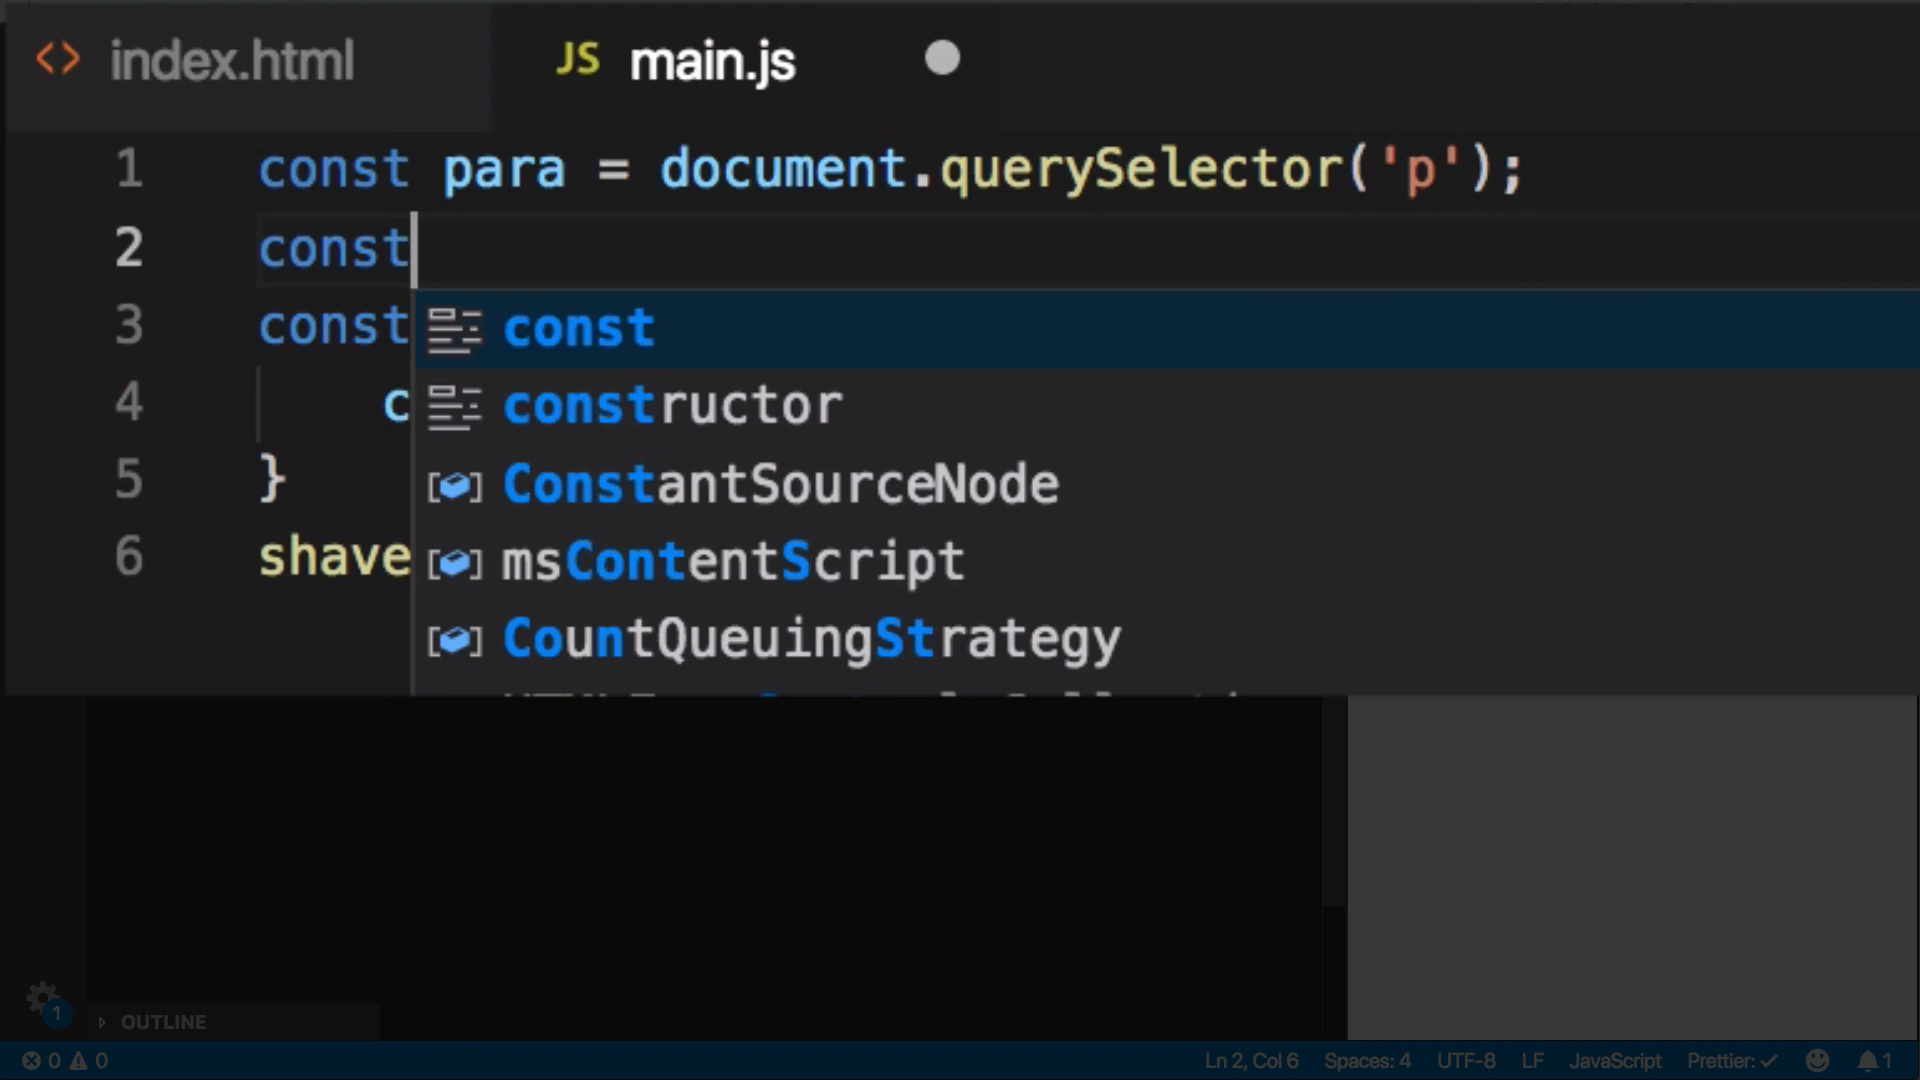 index.html JS main.js
1 const para = document.querySelector('p');
2 const
3 const
const
4 c
constructor
5 }
ConstantSourceNode
6 shave
msContentScript
CountQueuingStrategy
1
OUTLINE
0 0 Ln 2, Col 6 Spaces: 4 UTF-8 LF JavaScript Prettier: ✓ 1